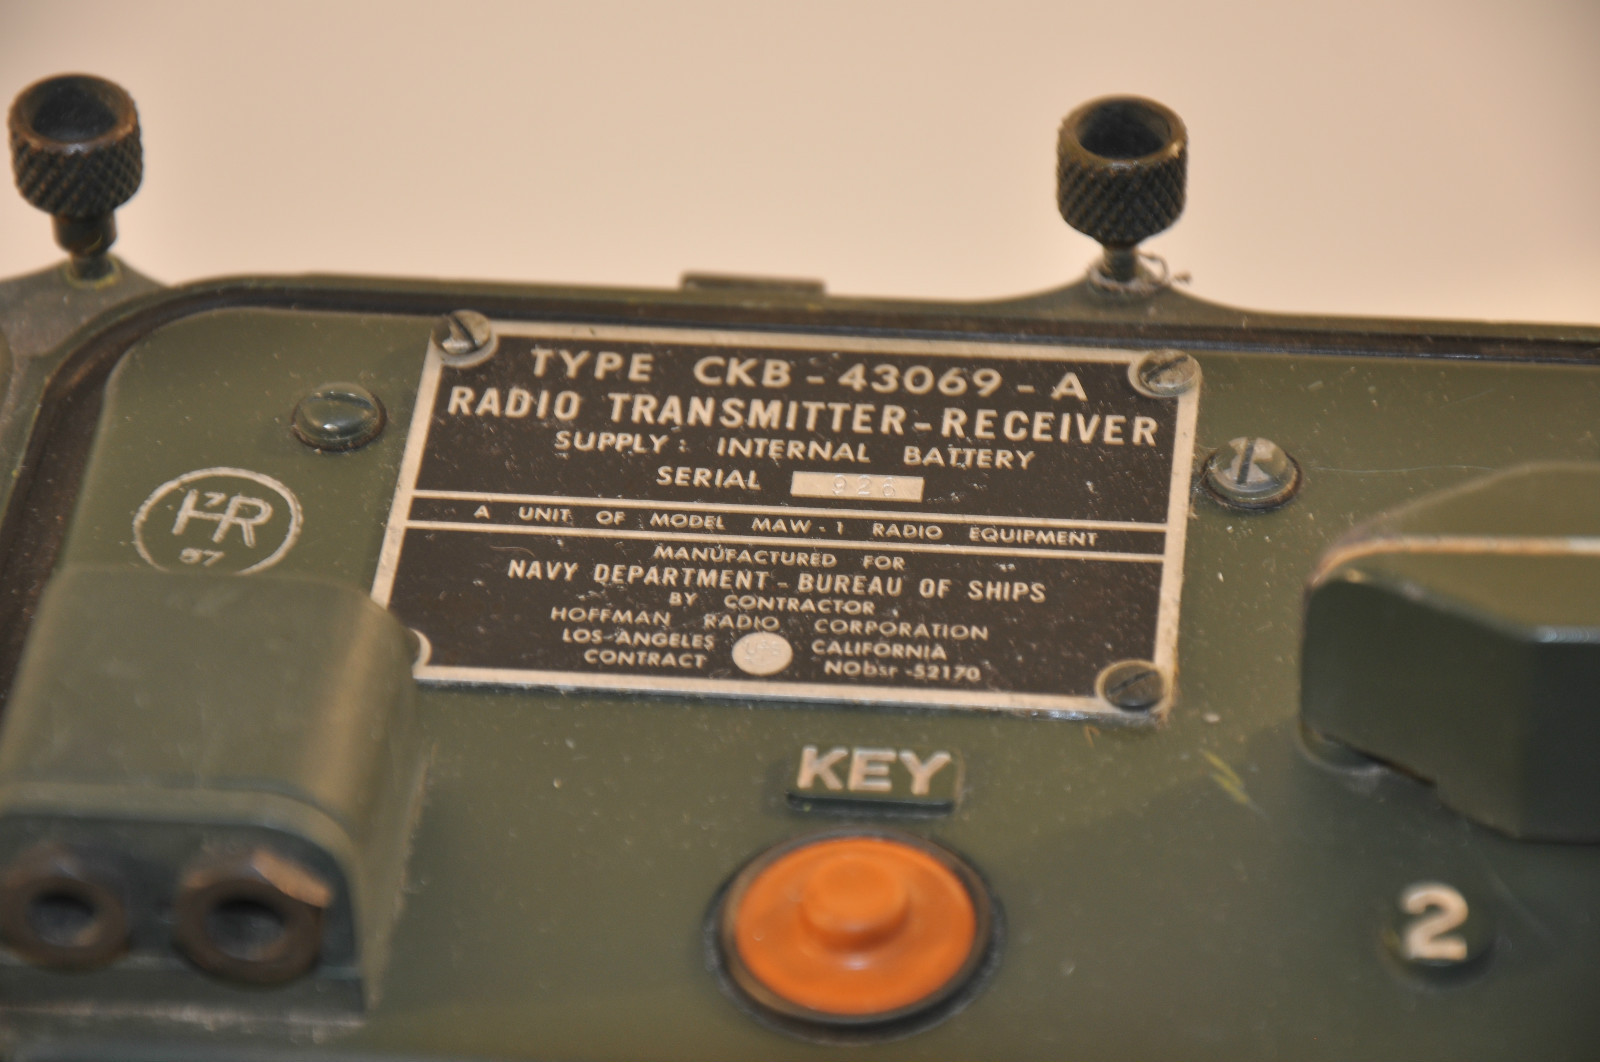 TYPE CKB-43069-A
RADIO TRANSMITTER-RECEIVER
SUPPLY: INTERNAL BATTERY
SERIAL 926
A UNIT OF MODEL MAW-1 RADIO EQUIPMENT
MANUFACTURED FOR
NAVY DEPARTMENT-BUREAU OF SHIPS
BY CONTRACTOR
HOFFMAN RADIO CORPORATION
LOS ANGELES CALIFORNIA
CONTRACT NObsr-52170
HR
57
KEY
2